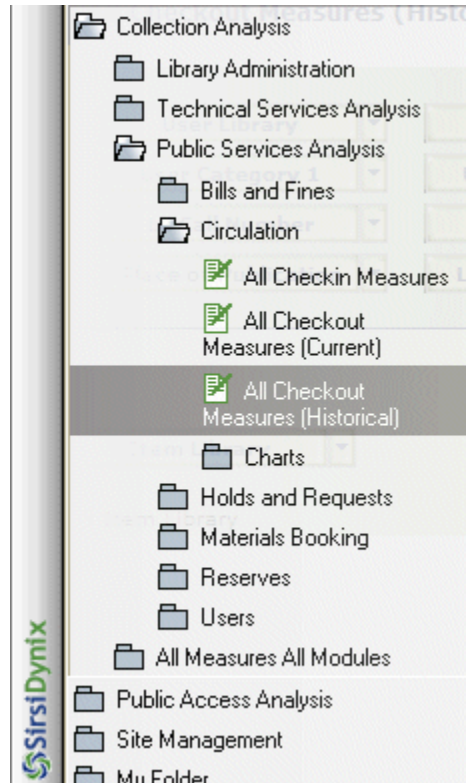 Collection Analysis
Library Administration
Technical Services Analysis
Public Services Analysis
Bills and Fines
Circulation
All Checkin Measures
All Checkout
Measures (Current)
All Checkout
Measures (Historical)
Charts
Holds and Requests
Materials Booking
Reserves
Users
All Measures All Modules
Public Access Analysis
Site Management
My Folder
SirsiDynix